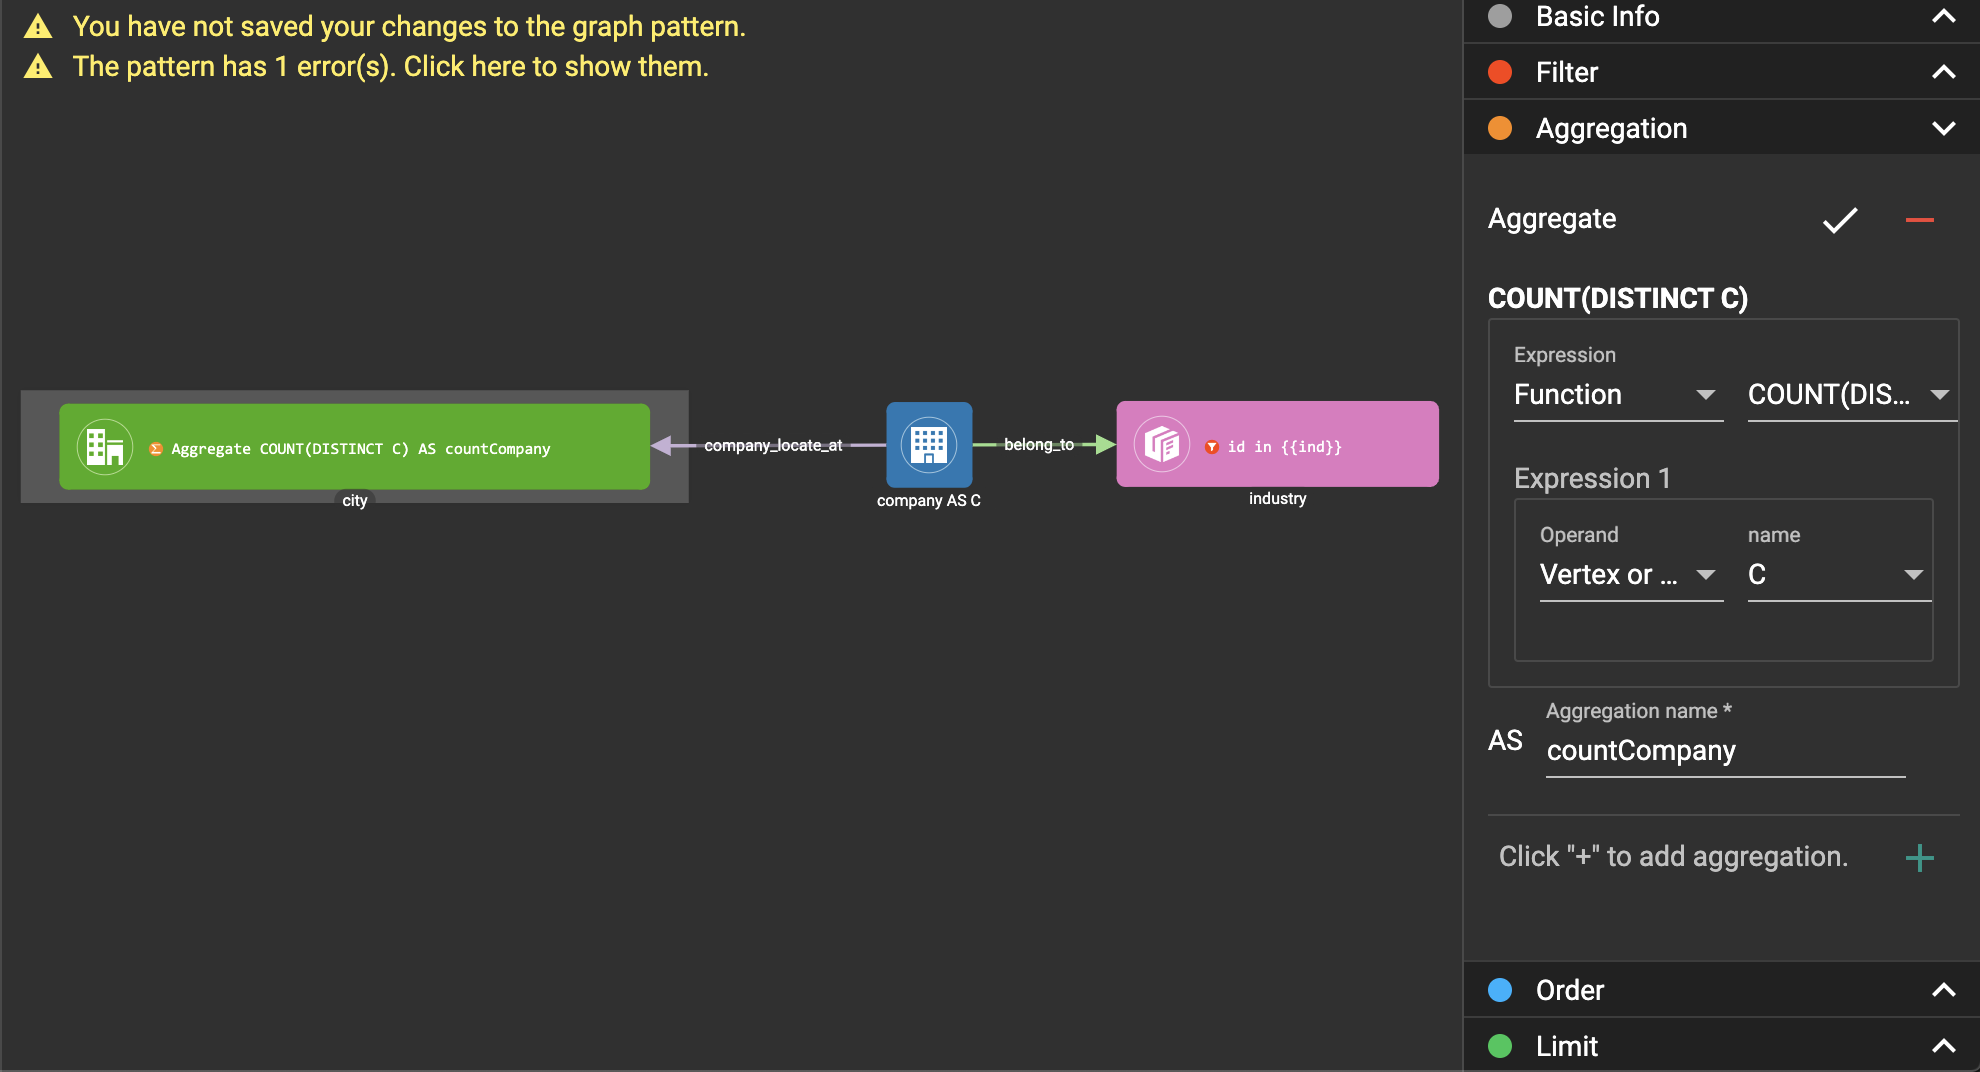 You have not saved your changes to the graph pattern.
The pattern has 1 error(s). Click here to show them.
Aggregate COUNT(DISTINCT C) AS countCompany
city
company_locate_at
company AS C
belong_to
id in {{ind}}
industry
Basic Info
Filter
Aggregation
Aggregate
COUNT(DISTINCT C)
Expression
Function COUNT(DIS...
Expression 1
Operand name
Vertex or ... C
Aggregation name *
AS countCompany
Click "+" to add aggregation.
Order
Limit